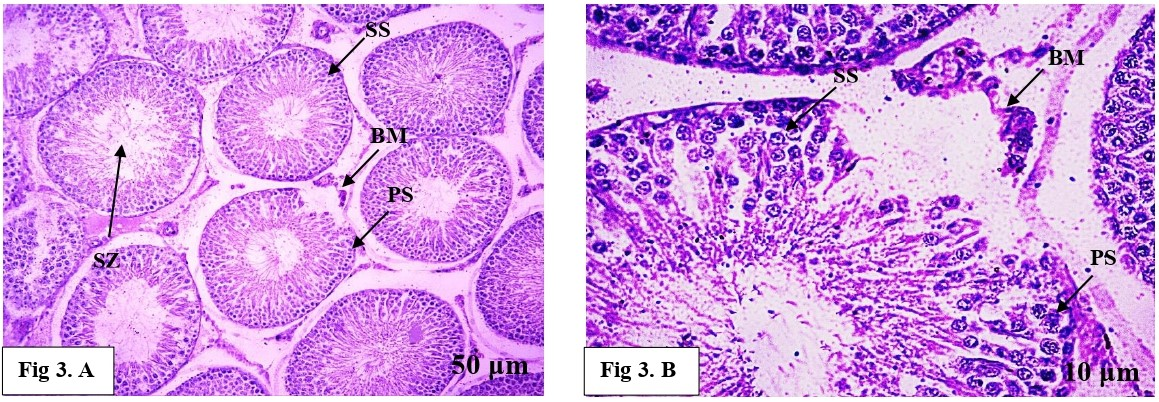 SS
BM
PS
SZ
Fig 3. A
50 µm
SS
BM
PS
Fig 3. B
10 µm